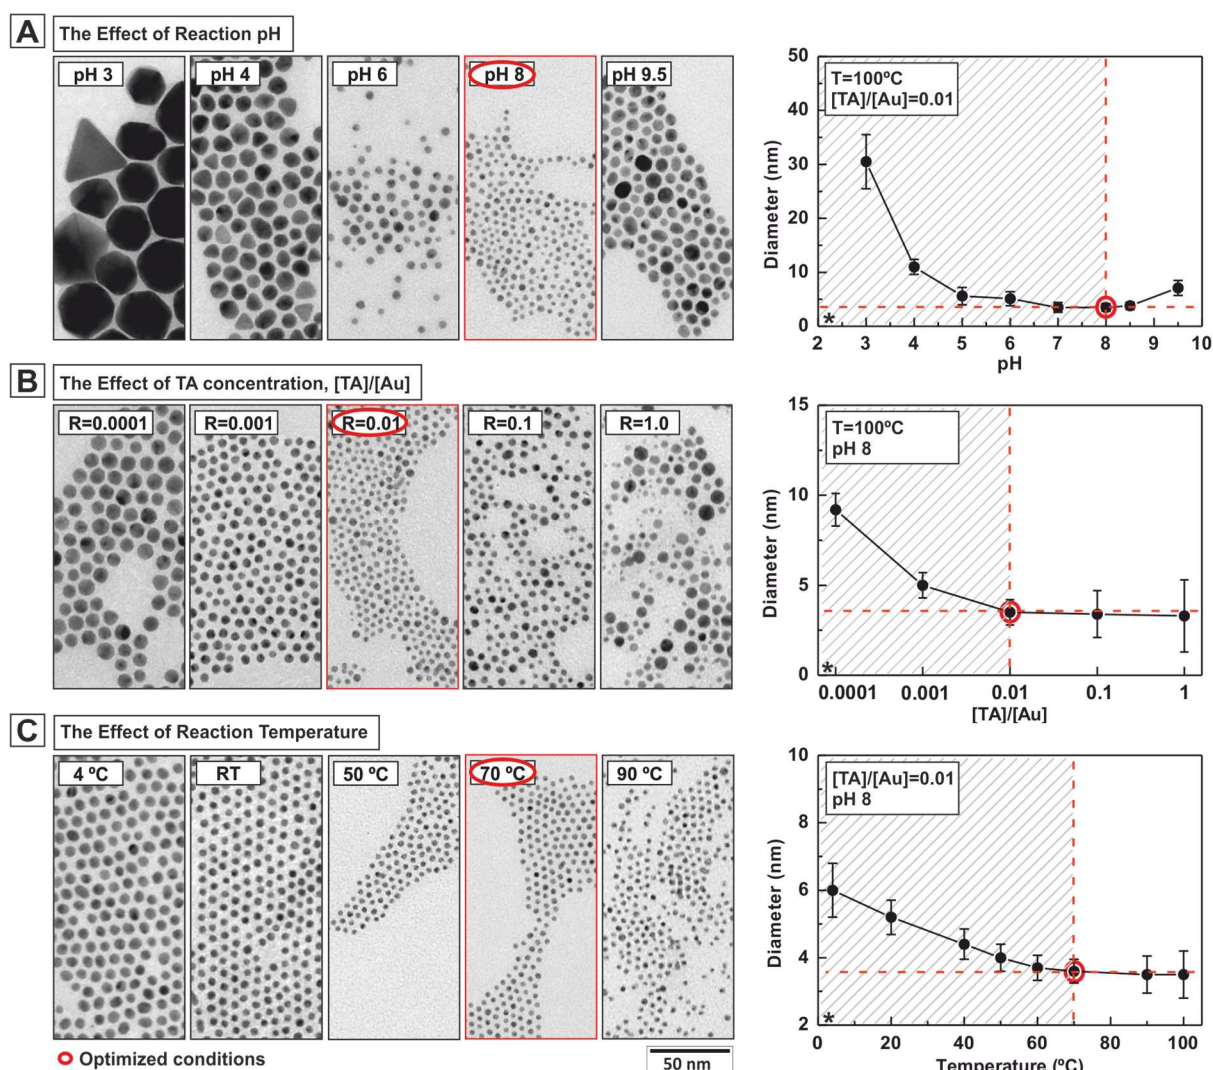 A
The Effect of Reaction pH
pH 3
pH 4
pH 6
pH 8
pH 9.5
T=100ºC
[TA]/[Au]=0.01
Diameter (nm)
50
40
30
20
10
0
*
2 3 4 5 6 7 8 9 10
pH
B
The Effect of TA concentration, [TA]/[Au]
R=0.0001
R=0.001
R=0.01
R=0.1
R=1.0
T=100ºC
pH 8
Diameter (nm)
15
10
5
0
*
0.0001 0.001 0.01 0.1 1
[TA]/[Au]
C
The Effect of Reaction Temperature
4 ºC
RT
50 ºC
70 ºC
90 ºC
[TA]/[Au]=0.01
pH 8
Diameter (nm)
10
8
6
4
2
*
0 20 40 60 80 100
Temperature (ºC)
Optimized conditions
50 nm